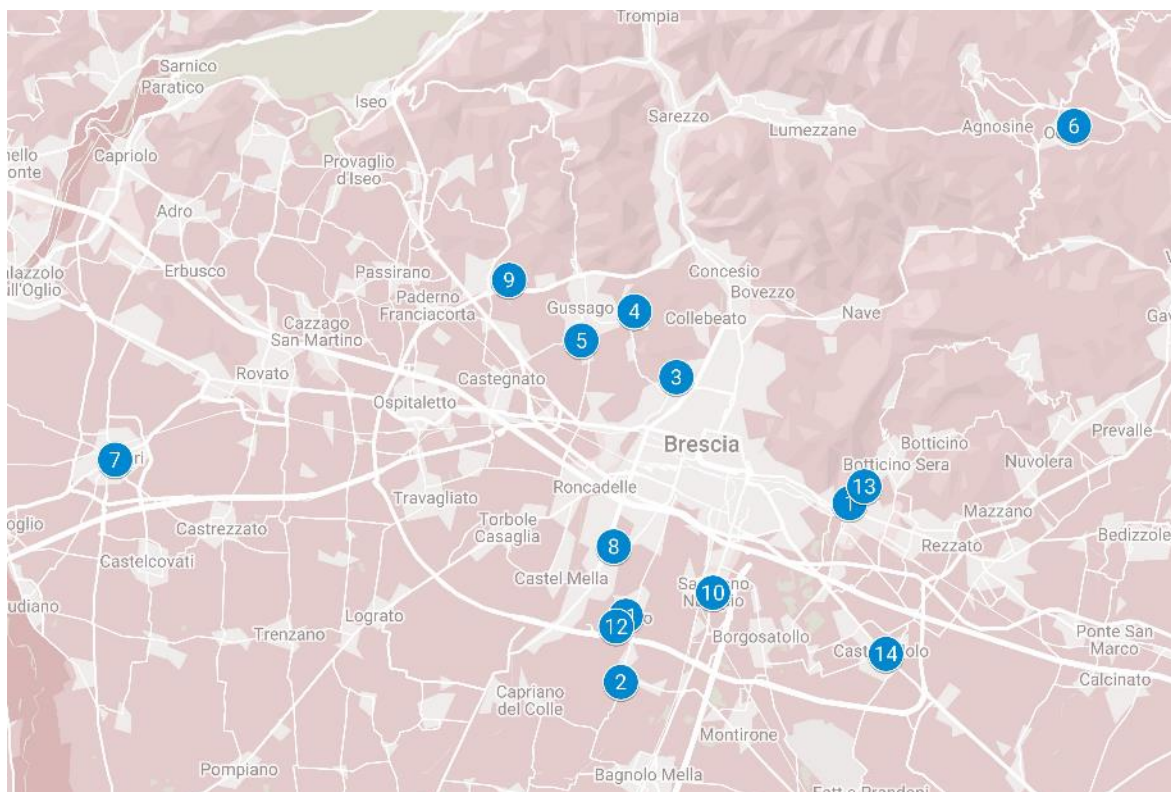 Trompia
Sarnico
Paratico
Iseo
Sarezzo
Lumezzane
Agnosine
6
Capriolo
Provaglio
d'Iseo
Adro
Erbusco
Passirano
9
Concesio
Bovezzo
Paderno
Franciacorta
Gussago
4
Collebeato
Nave
Cazzago
San Martino
5
Rovato
Castegnato
3
Ospitaletto
Brescia
Botticino
Prevalle
7
Botticino Sera
Nuvolera
Roncadelle
13
1
Travagliato
Mazzano
Castrezzato
Torbole
Casaglia
Bedizzole
8
Rezzato
Castelcovati
Castel Mella
10
Lograto
Trenzano
12
Borgosatollo
Ponte San
Marco
14
Calcinato
2
Capriano
del Colle
Montirone
Pompiano
Bagnolo Mella